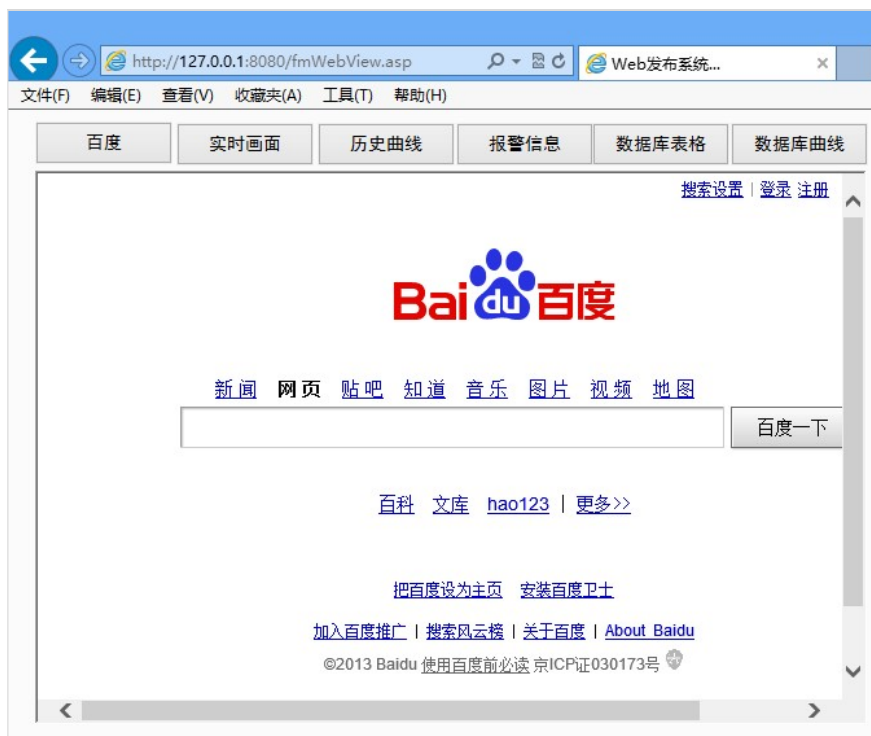 http://127.0.0.1:8080/fmWebView.asp Web发布系统...
文件(F) 编辑(E) 查看(V) 收藏夹(A) 工具(T) 帮助(H)
百度 实时画面 历史曲线 报警信息 数据库表格 数据库曲线
搜索设置 | 登录 注册
Bai du 百度
新闻 网页 贴吧 知道 音乐 图片 视频 地图
百度一下
百科 文库 hao123 | 更多>>
把百度设为主页 安装百度卫士
加入百度推广 | 搜索风云榜 | 关于百度 | About Baidu
©2013 Baidu 使用百度前必读 京ICP证030173号